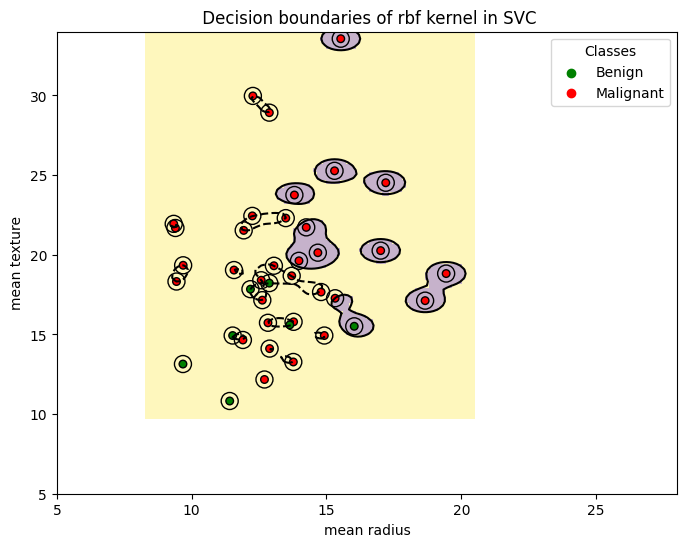 Decision boundaries of rbf kernel in SVC
Classes
Benign
Malignant
mean texture
30
25
20
15
10
5
5
10
15
20
25
mean radius